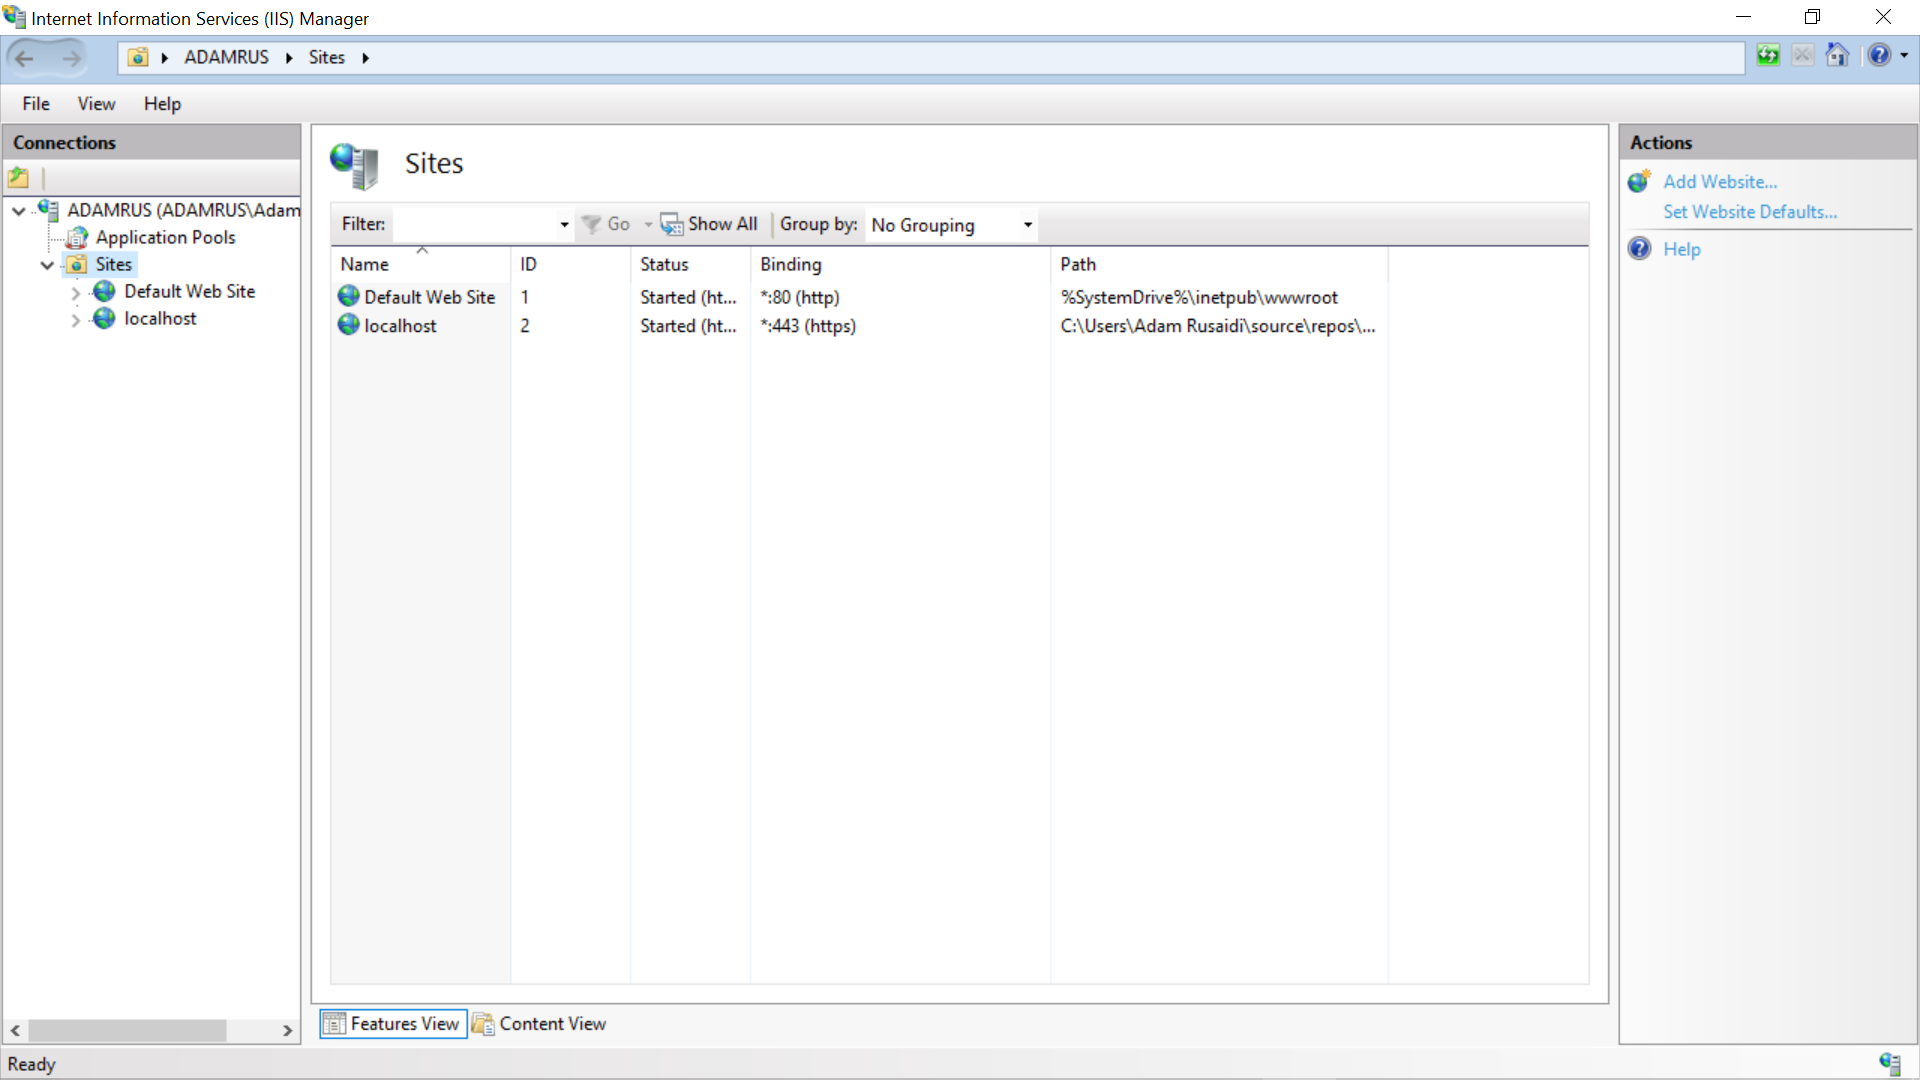 Internet Information Services (IIS) Manager
ADAMRUS Sites
File View Help
Connections
ADAMRUS (ADAMRUS\Adam
Application Pools
Sites
Default Web Site
localhost
Sites
Filter: Go Show All Group by: No Grouping
Name ID Status Binding Path
Default Web Site 1 Started (ht... *:80 (http) %SystemDrive%\inetpub\wwwroot
localhost 2 Started (ht... *:443 (https) C:\Users\Adam Rusaidi\source\repos\...
Features View Content View
Actions
Add Website...
Set Website Defaults...
Help
Ready